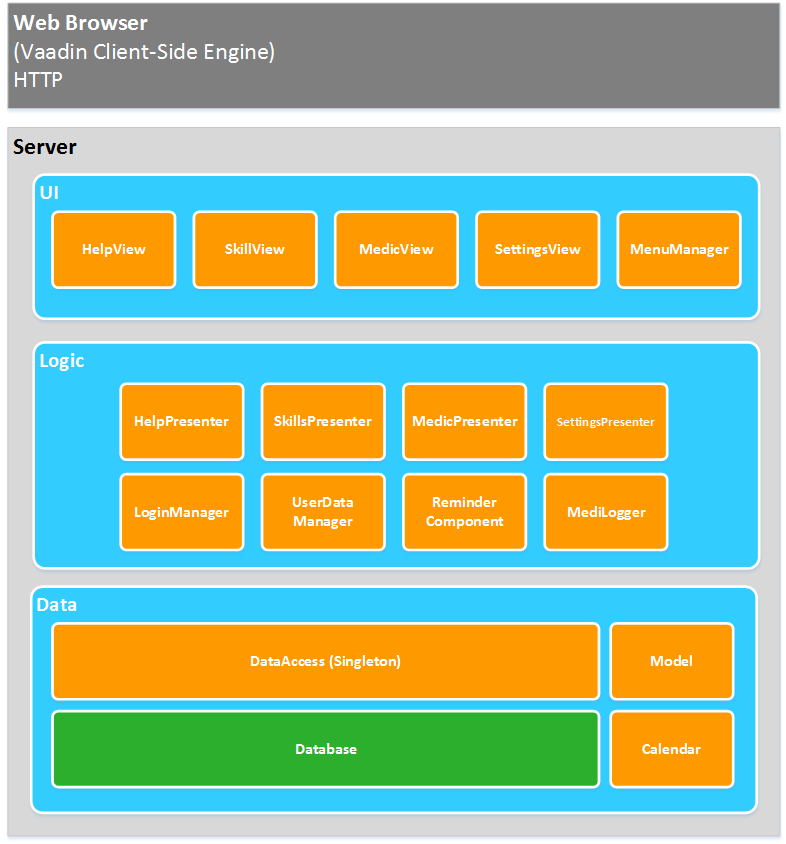 Web Browser
(Vaadin Client-Side Engine)
HTTP
Server
UI
HelpView
SkillView
MedicView
SettingsView
MenuManager
Logic
HelpPresenter
SkillsPresenter
MedicPresenter
SettingsPresenter
LoginManager
UserData
Manager
Reminder
Component
MediLogger
Data
DataAccess (Singleton)
Model
Database
Calendar